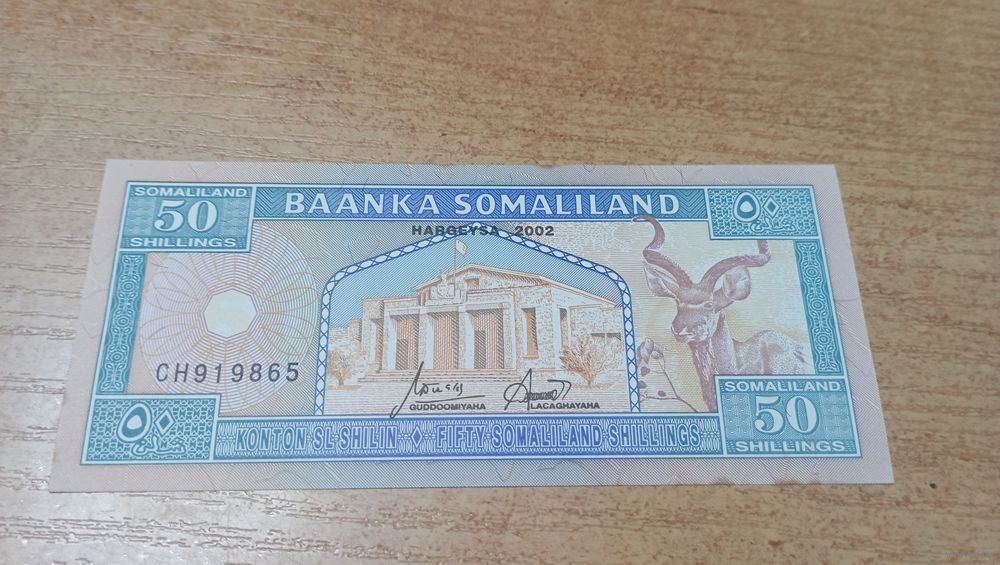 SOMALILAND
50
SHILLINGS
BAANKA SOMALILAND
٥٠
HARGEYSA 2002
CH919865
GUDDOOMIYAHA
LACAGHAYAHA
SOMALILAND
50
SHILLINGS
٥٠
KONTON SL SHILIN ◇ FIFTY SOMALILAND SHILLINGS